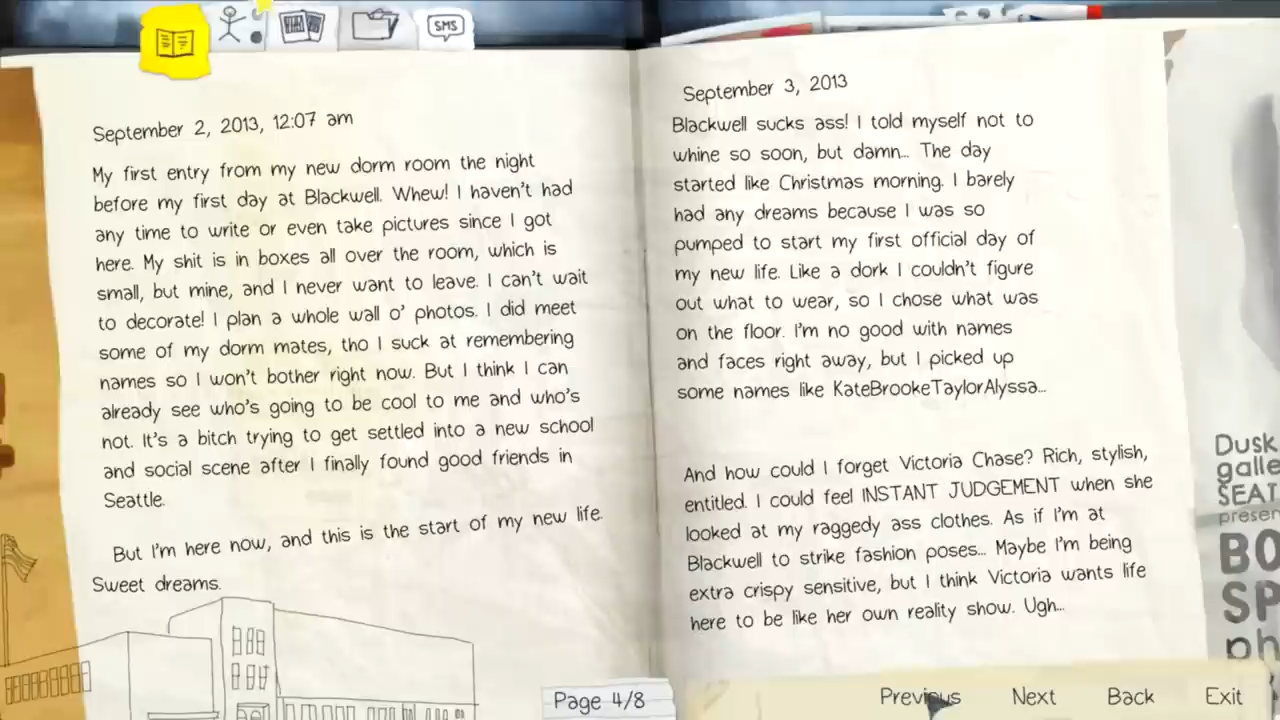 SMS
September 2, 2013, 12:07 am
My first entry from my new dorm room the night
before my first day at Blackwell. Whew! I haven't had
any time to write or even take pictures since I got
here. My shit is in boxes all over the room, which is
small, but mine, and I never want to leave. I can't wait
to decorate! I plan a whole wall o' photos. I did meet
some of my dorm mates, tho I suck at remembering
names so I won't bother right now. But I think I can
already see who's going to be cool to me and who's
not. It's a bitch trying to get settled into a new school
and social scene after I finally found good friends in
Seattle.
But I'm here now, and this is the start of my new life.
Sweet dreams.
September 3, 2013
Blackwell sucks ass! I told myself not to
whine so soon, but damn... The day
started like Christmas morning. I barely
had any dreams because I was so
pumped to start my first official day of
my new life. Like a dork I couldn't figure
out what to wear, so I chose what was
on the floor. I'm no good with names
and faces right away, but I picked up
some names like KateBrookeTaylorAlyssa...
And how could I forget Victoria Chase? Rich, stylish,
entitled. I could feel INSTANT JUDGEMENT when she
looked at my raggedy ass clothes. As if I'm at
Blackwell to strike fashion poses... Maybe I'm being
extra crispy sensitive, but I think Victoria wants life
here to be like her own reality show. Ugh...
Dusk
galle
SEAT
presen
BO
SP
ph
Page 4/8
Previous Next Back Exit